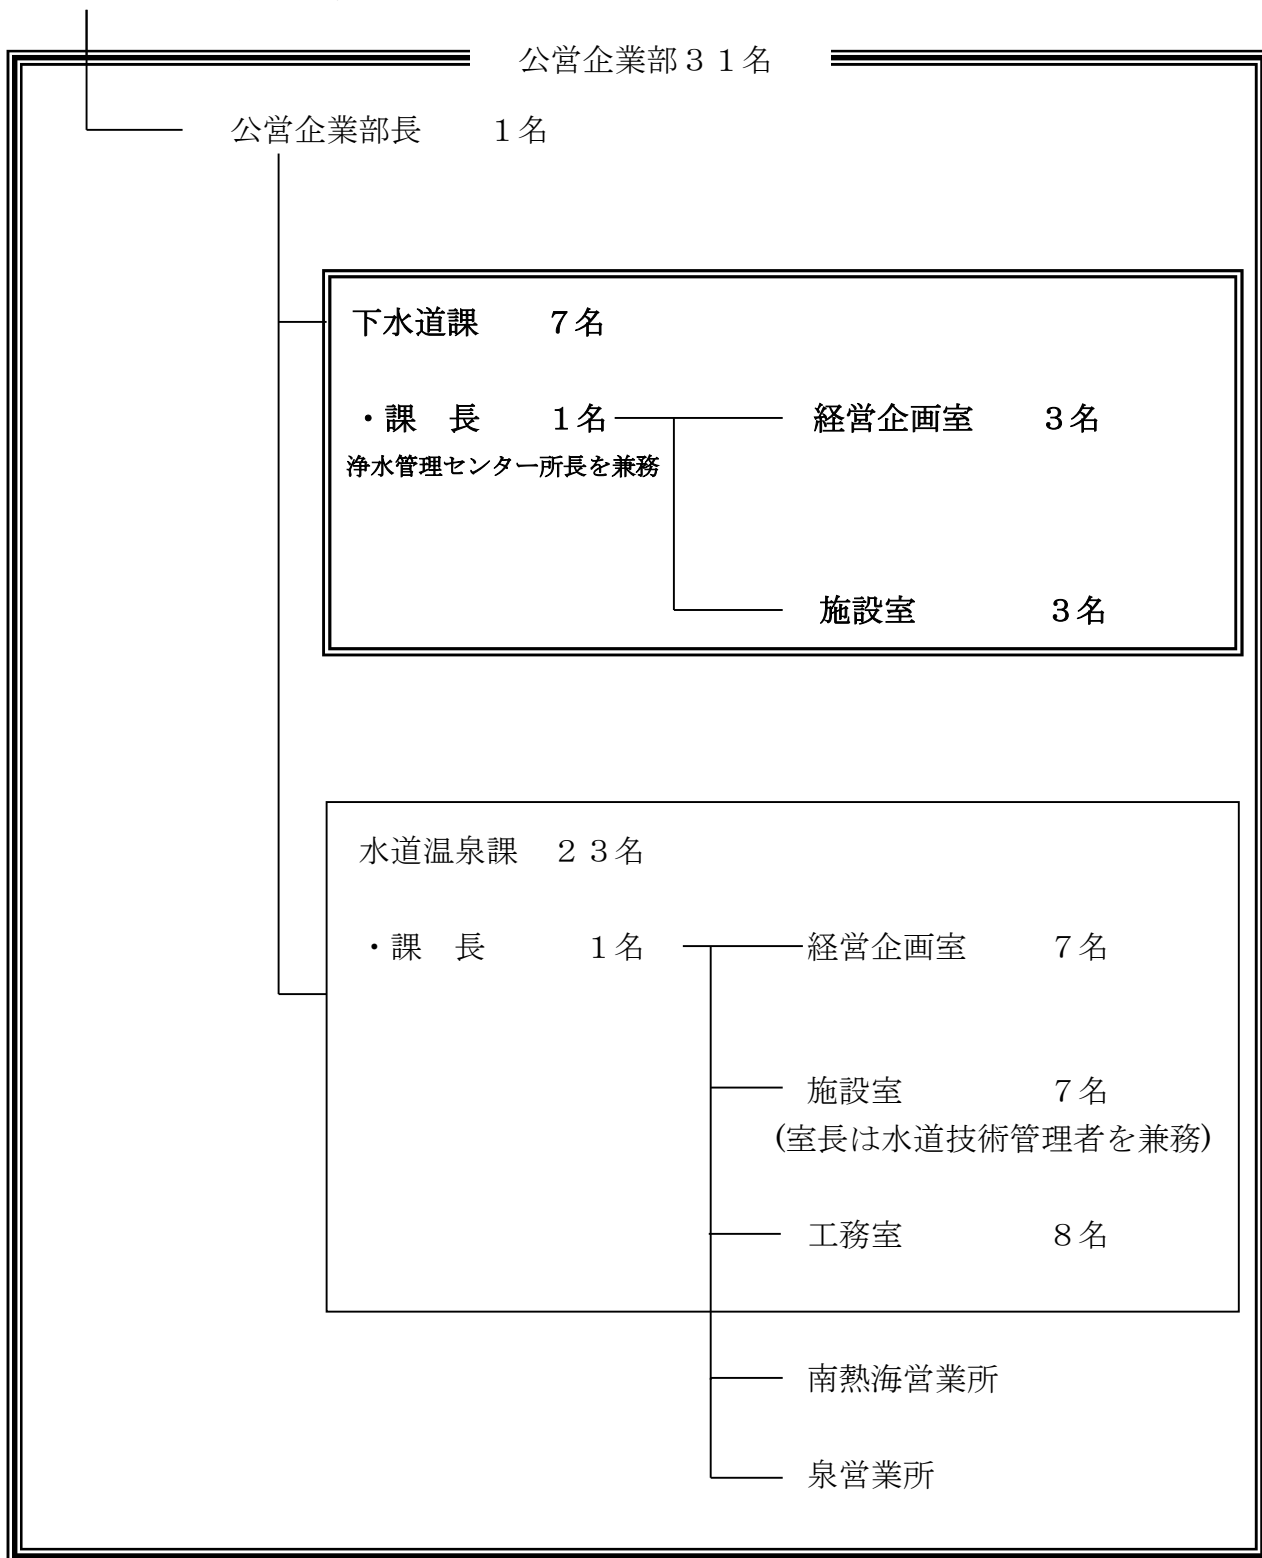 公営企業部３１名
公営企業部長　　１名
下水道課　　７名
・課　長　　１名　　経営企画室　　３名
浄水管理センター所長を兼務
施設室　　３名
水道温泉課　２３名
・課　長　　１名　　経営企画室　　７名
施設室　　７名
(室長は水道技術管理者を兼務)
工務室　　８名
南熱海営業所
泉営業所